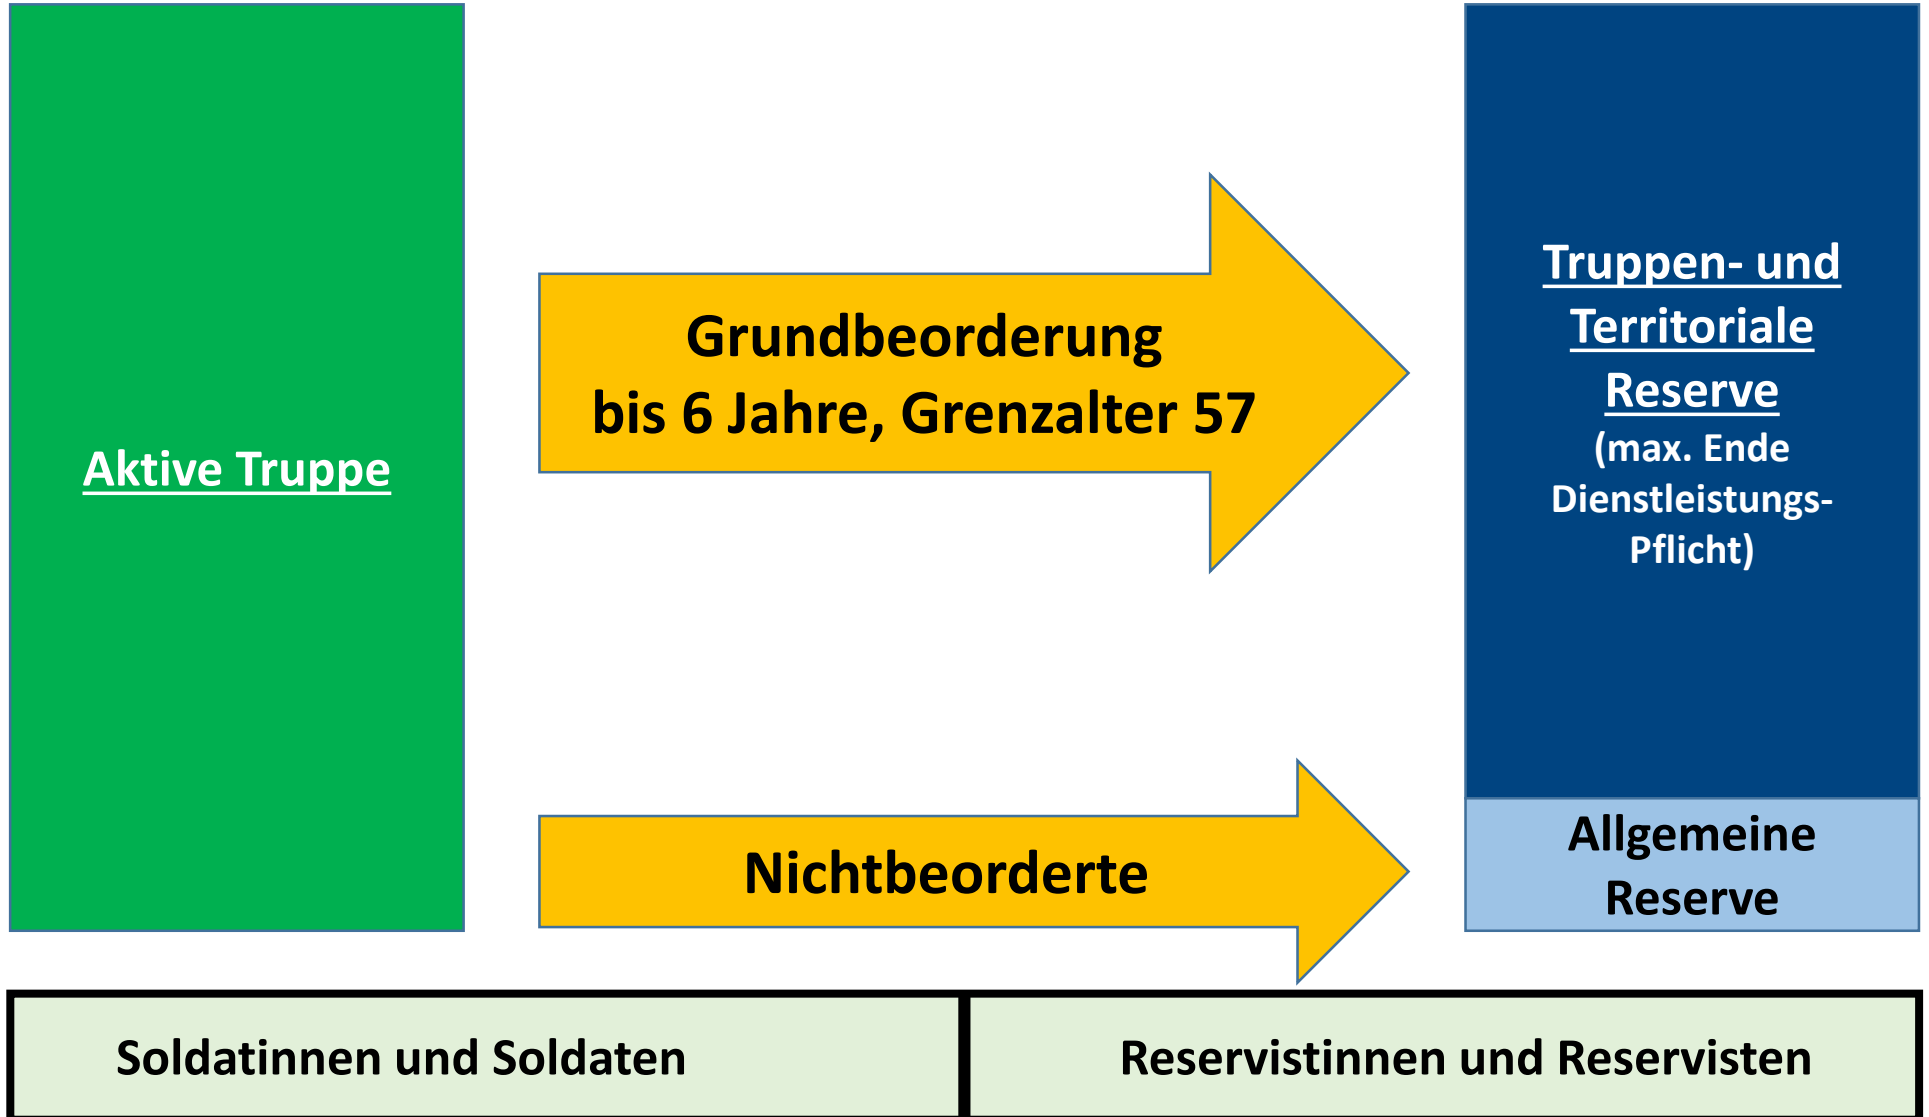 Aktive Truppe
Grundbeorderung
bis 6 Jahre, Grenzalter 57
Nichtbeorderte
Truppen- und
Territoriale
Reserve
(max. Ende
Dienstleistungs-
Pflicht)
Allgemeine
Reserve
Soldatinnen und Soldaten
Reservistinnen und Reservisten